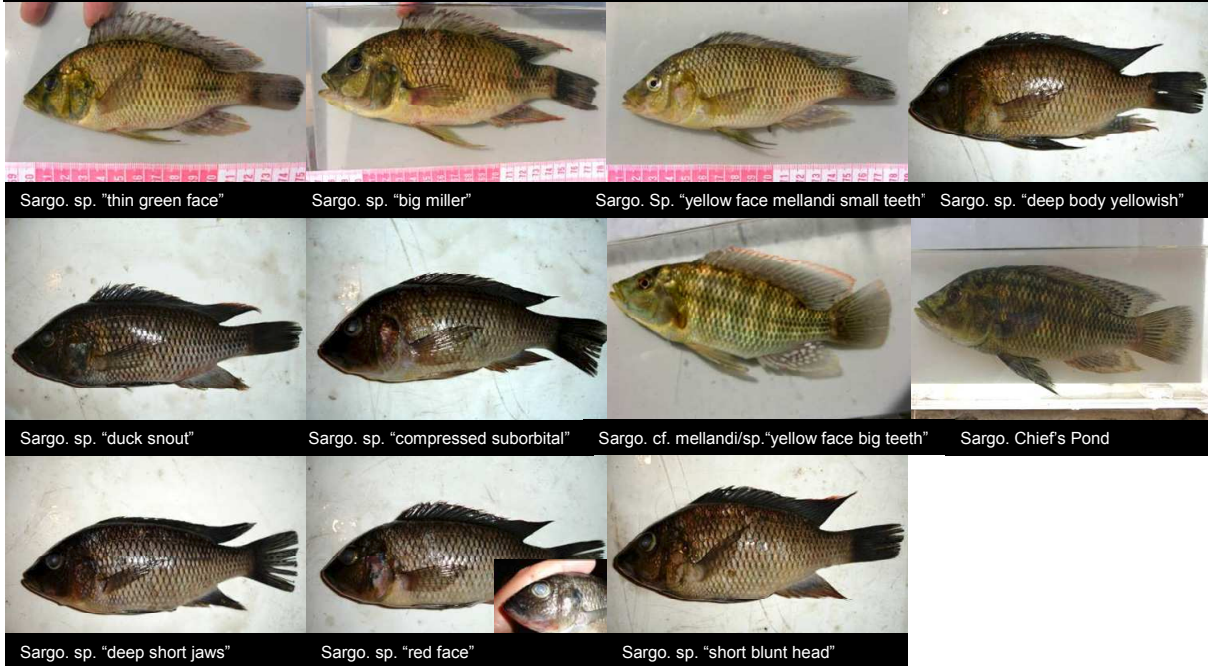 Sargo. sp. "thin green face"
Sargo. sp. “big miller”
Sargo. Sp. “yellow face mellandi small teeth”
Sargo. sp. “deep body yellowish”
Sargo. sp. “duck snout”
Sargo. sp. “compressed suborbital”
Sargo. cf. mellandi/sp.“yellow face big teeth”
Sargo. Chief’s Pond
Sargo. sp. “deep short jaws”
Sargo. sp. “red face”
Sargo. sp. “short blunt head”